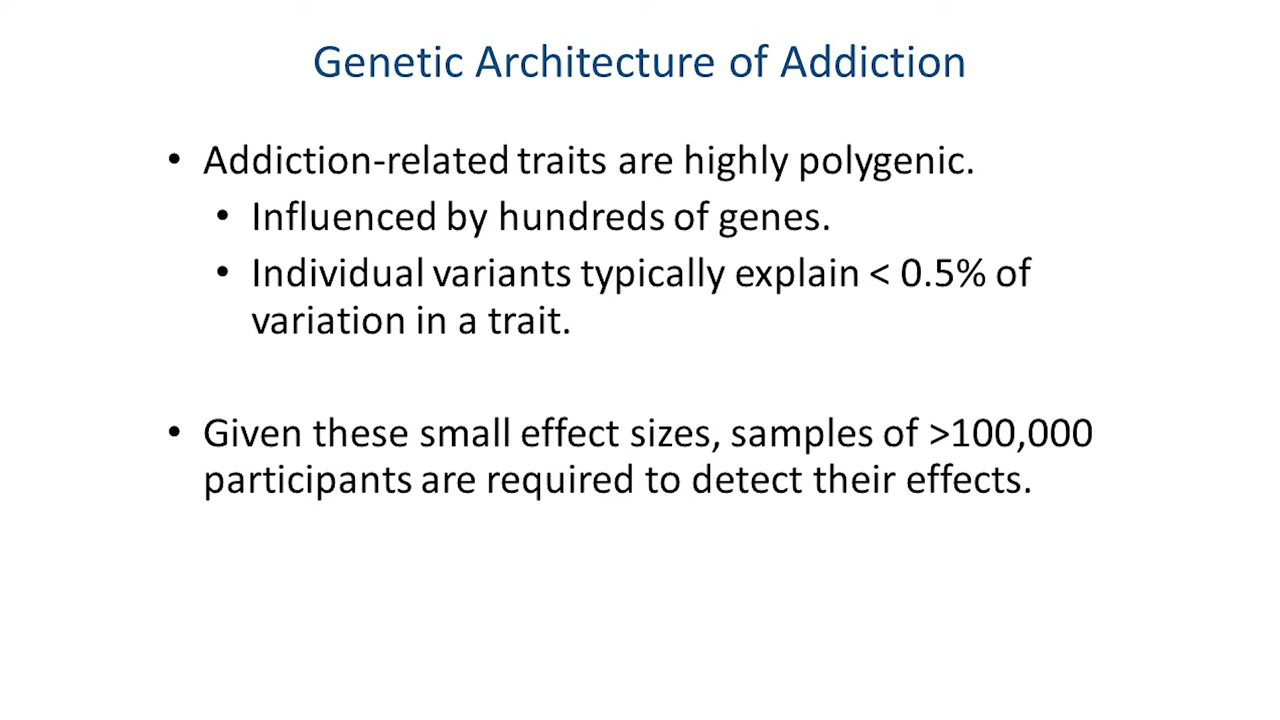 Genetic Architecture of Addiction
• Addiction-related traits are highly polygenic.
• Influenced by hundreds of genes.
• Individual variants typically explain < 0.5% of
variation in a trait.
• Given these small effect sizes, samples of >100,000
participants are required to detect their effects.